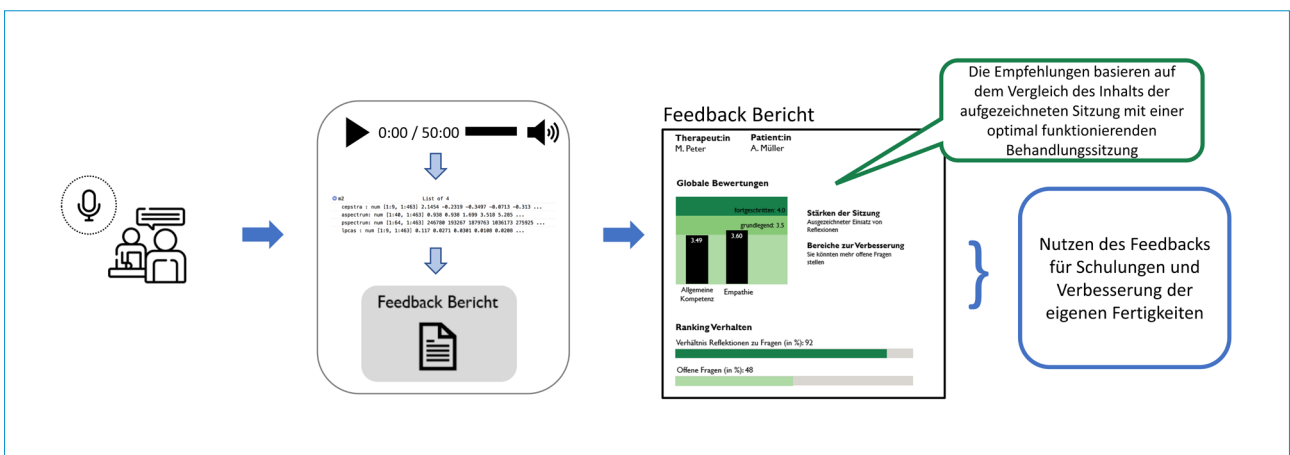 0:00 / 50:00
m2 List of 4
cepstra : num [1:9, 1:463] 2.1454 -0.2319 -0.3497 -0.0713 -0.313 ...
aspectrum: num [1:40, 1:463] 0.938 0.938 1.699 3.518 5.285 ...
pspectrum: num [1:64, 1:463] 246780 193267 1879763 1036173 275925 ...
lpcas : num [1:9, 1:463] 0.117 0.0271 0.0301 0.0108 0.0208 ...
Feedback Bericht
Feedback Bericht
Therapeut:in Patient:in
M. Peter A. Müller
Globale Bewertungen
fortgeschritten: 4.0
grundlegend: 3.5
3.49 3.60
Allgemeine
Kompetenz
Empathie
Stärken der Sitzung
Ausgezeichneter Einsatz von
Reflexionen
Bereiche zur Verbesserung
Sie könnten mehr offene Fragen
stellen
Ranking Verhalten
Verhältnis Reflektionen zu Fragen (in %): 92
Offene Fragen (in %): 48
Die Empfehlungen basieren auf
dem Vergleich des Inhalts der
aufgezeichneten Sitzung mit einer
optimal funktionierenden
Behandlungssitzung
Nutzen des Feedbacks
für Schulungen und
Verbesserung der
eigenen Fertigkeiten